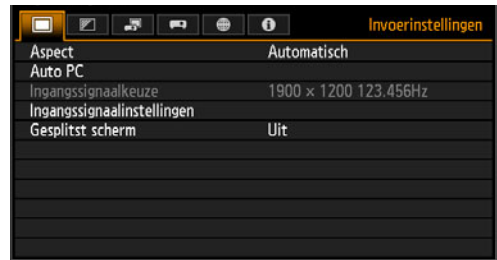 Invoerinstellingen
Aspect Automatisch
Auto PC
Ingangssignaalkeuze 1900 × 1200 123.456Hz
Ingangssignaalinstellingen
Gesplitst scherm Uit